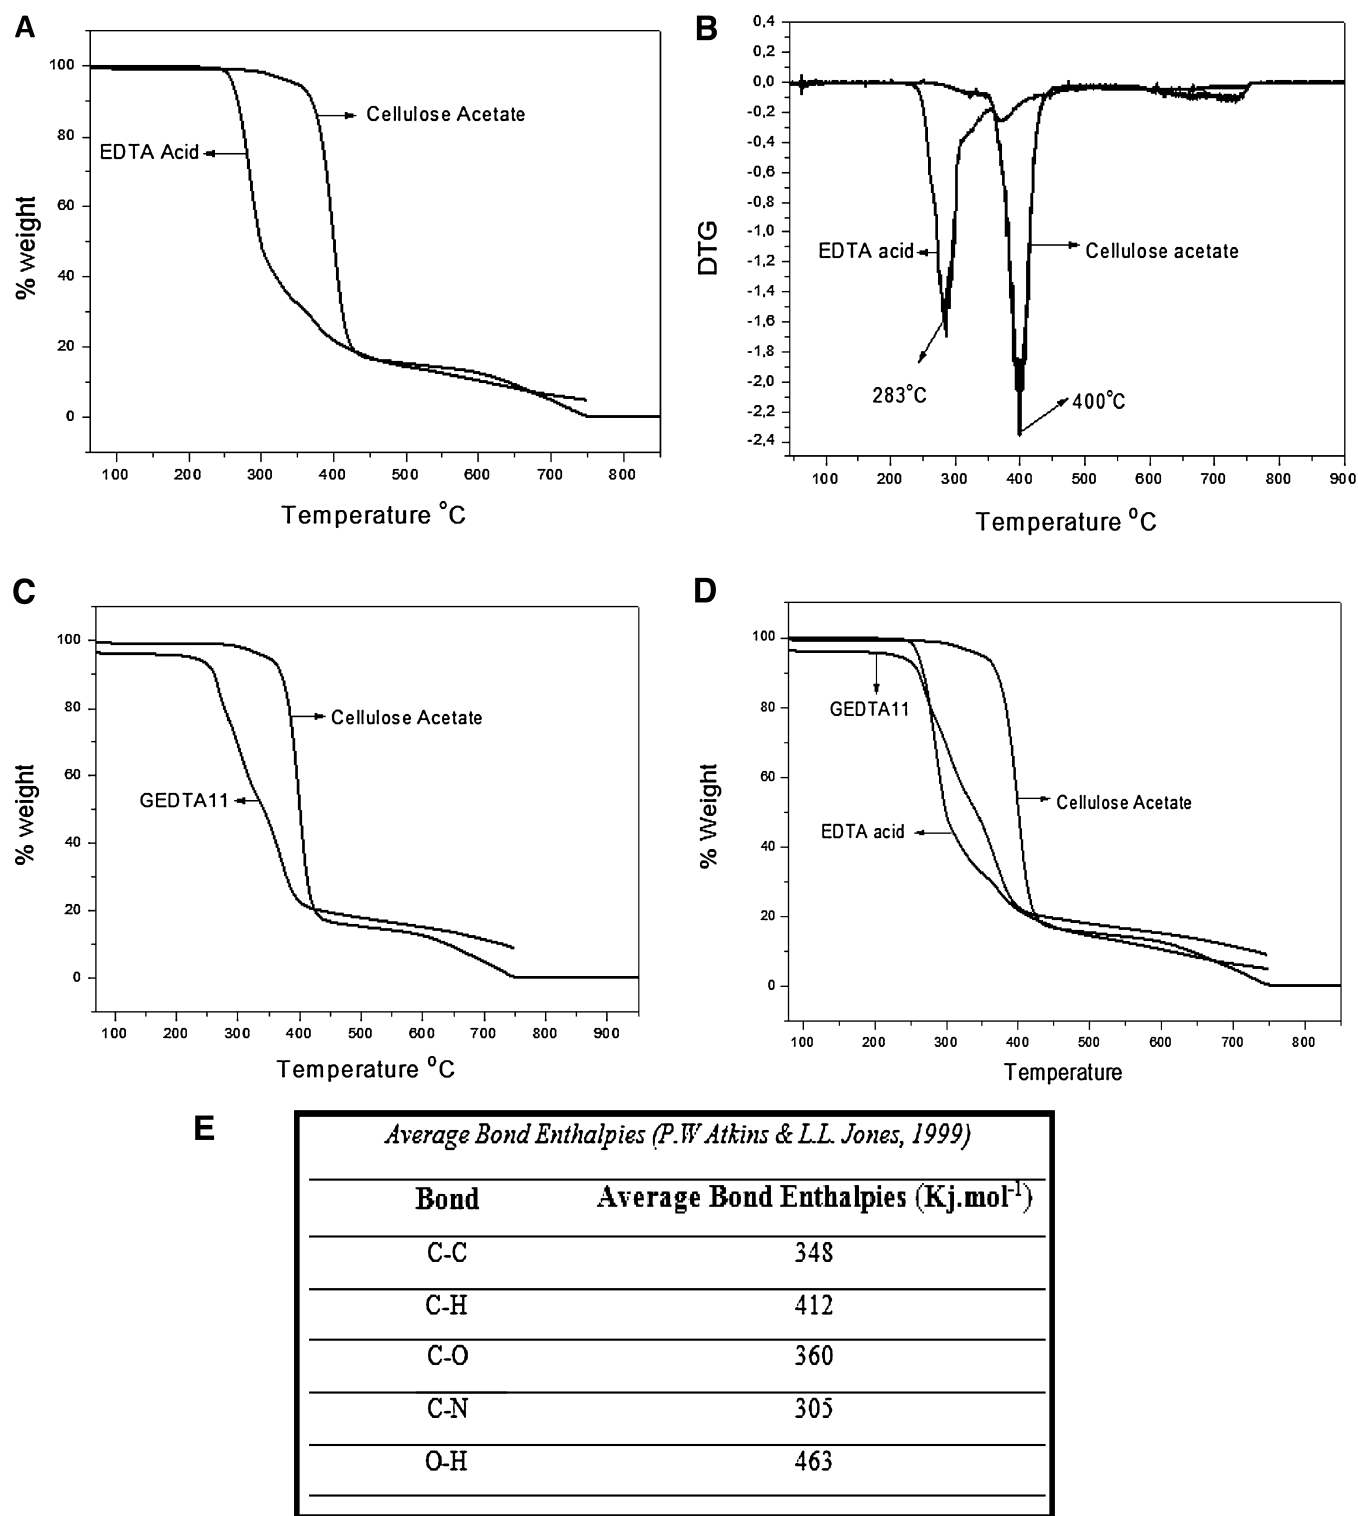 A
100
80
60
40
20
0
% weight
Cellulose Acetate
EDTA Acid
100 200 300 400 500 600 700 800
Temperature °C
B
0,4
0,2
0,0
-0,2
-0,4
-0,6
-0,8
-1,0
-1,2
-1,4
-1,6
-1,8
-2,0
-2,2
-2,4
DTG
EDTA acid
Cellulose acetate
283°C
400°C
100 200 300 400 500 600 700 800 900
Temperature °C
C
100
80
60
40
20
0
% weight
Cellulose Acetate
GEDTA11
100 200 300 400 500 600 700 800 900
Temperature °C
D
100
80
60
40
20
0
% Weight
GEDTA11
Cellulose Acetate
EDTA acid
100 200 300 400 500 600 700 800
Temperature
E
Average Bond Enthalpies (P.W Atkins & L.L. Jones, 1999)
Bond Average Bond Enthalpies (Kj.mol⁻¹)
C-C 348
C-H 412
C-O 360
C-N 305
O-H 463